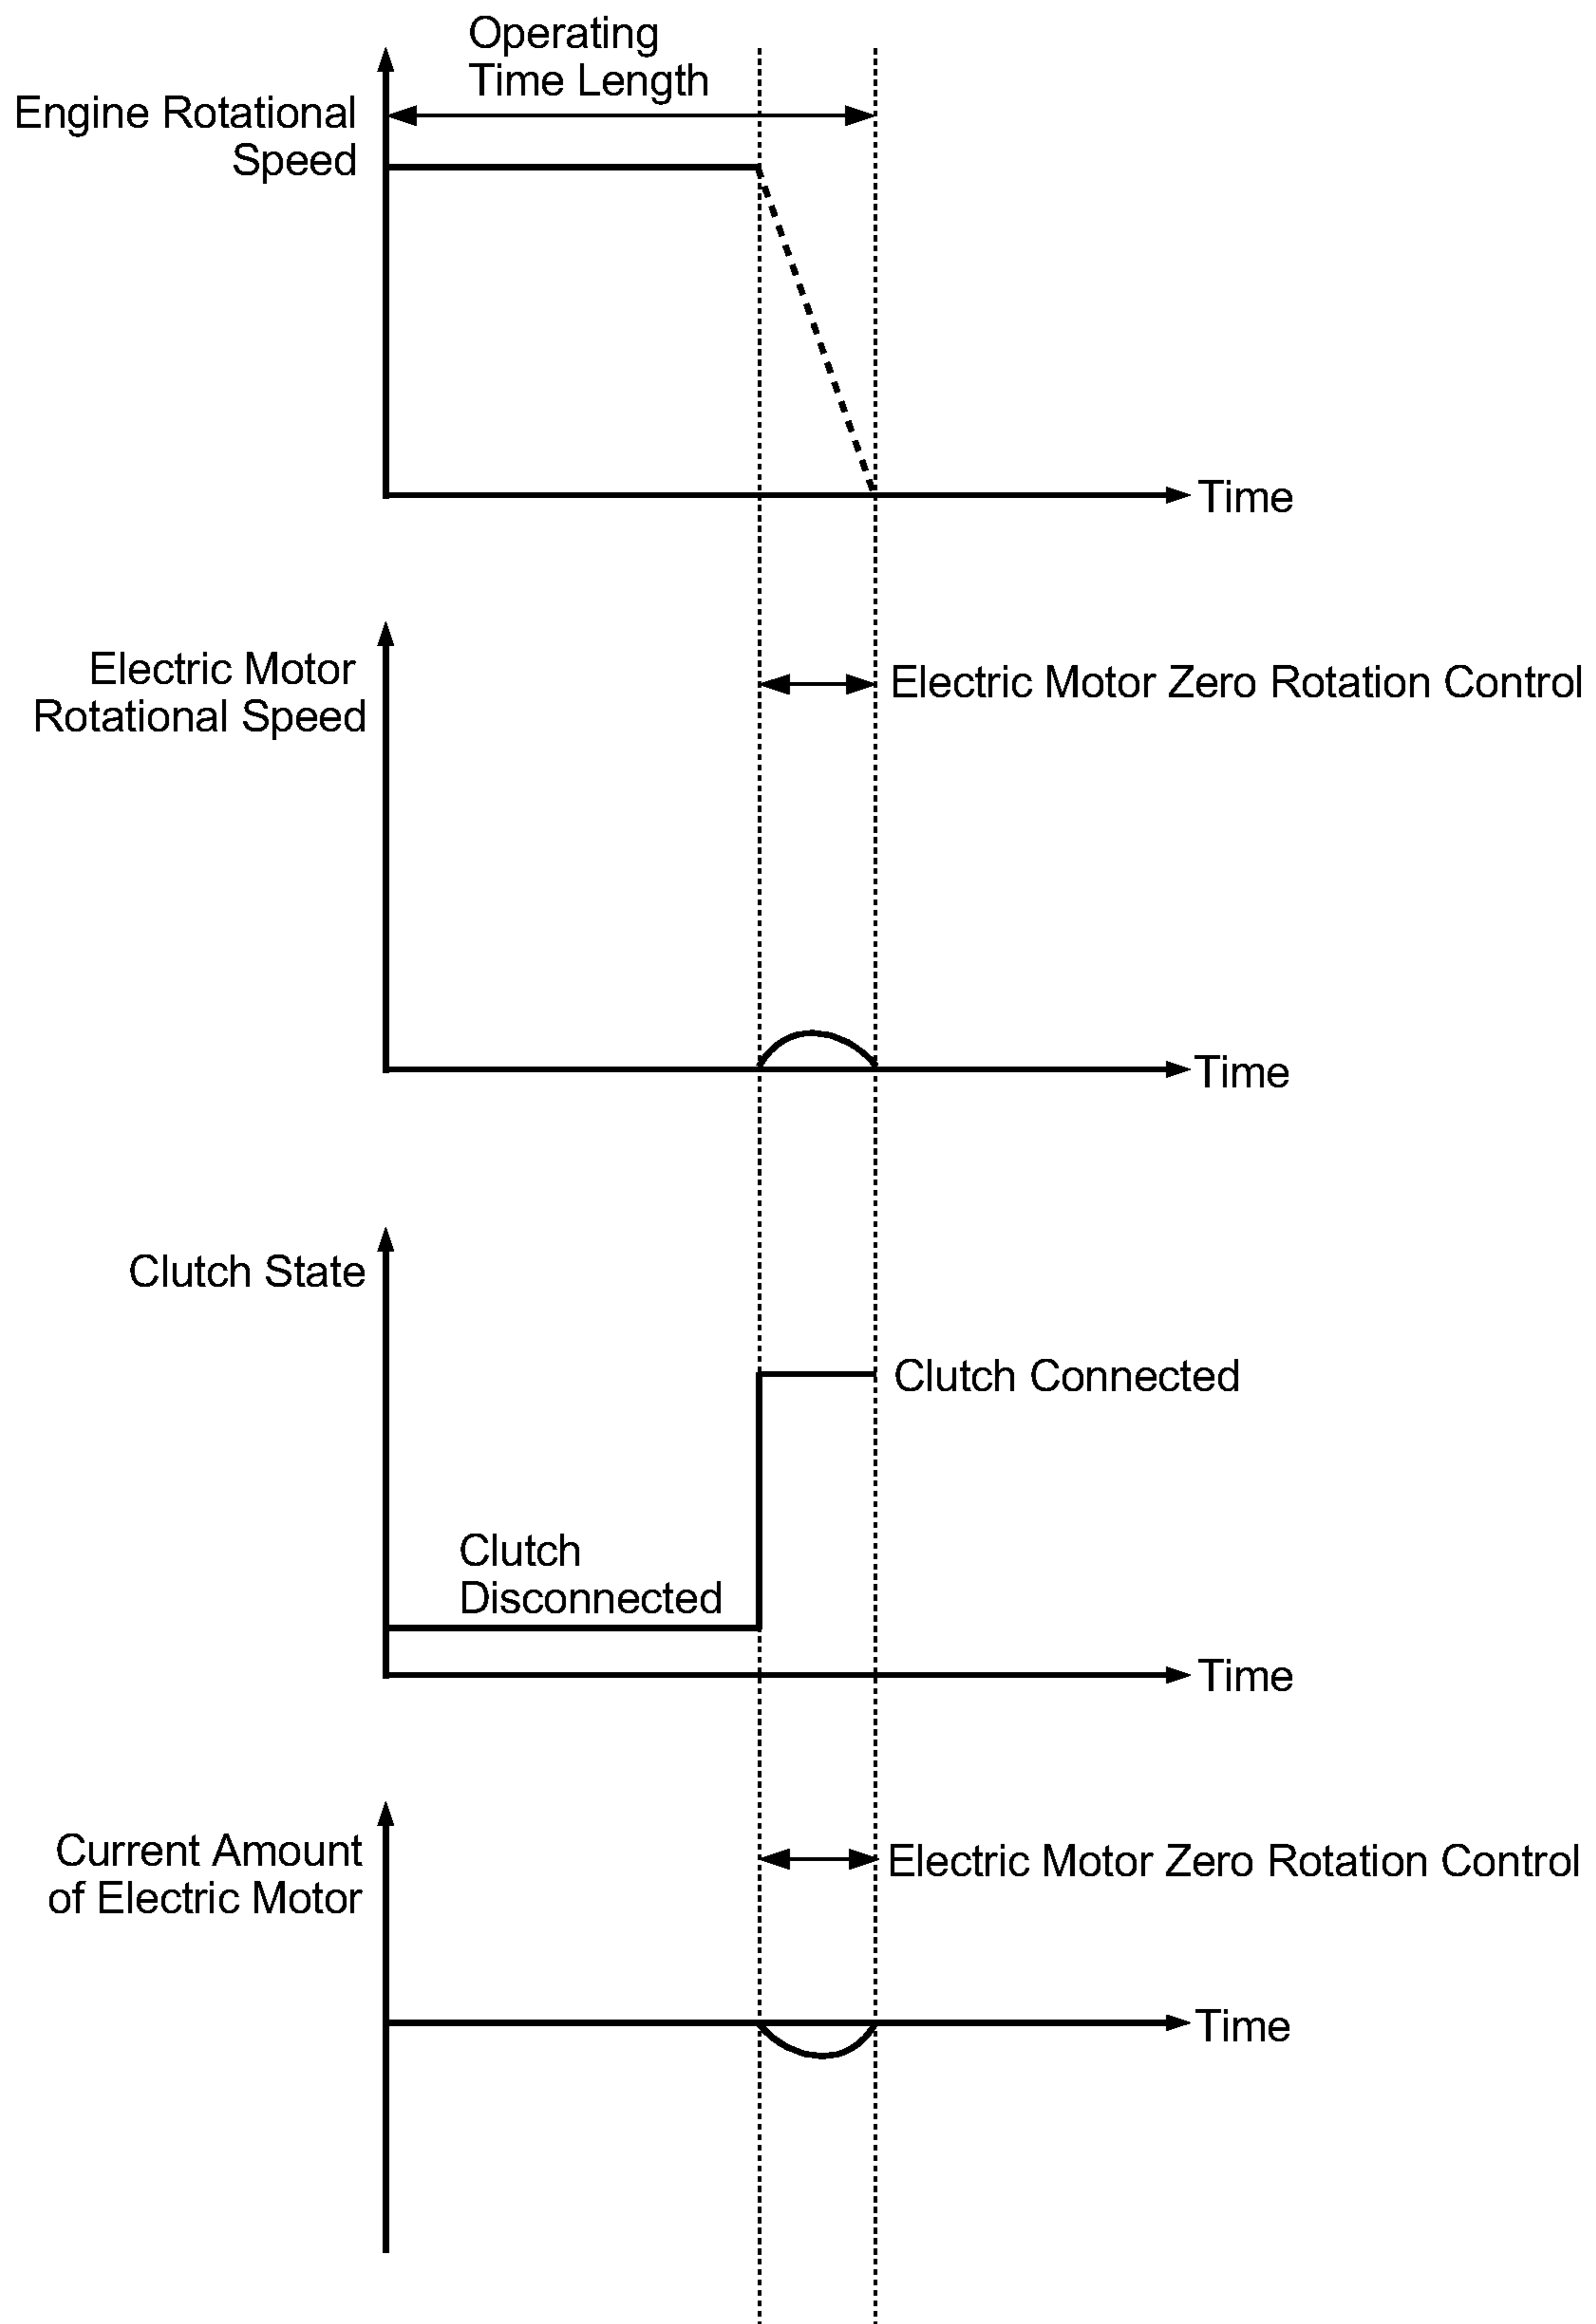 Operating
Time Length
Engine Rotational
Speed
Time
Electric Motor
Rotational Speed
Electric Motor Zero Rotation Control
Time
Clutch State
Clutch Connected
Clutch
Disconnected
Time
Current Amount
of Electric Motor
Electric Motor Zero Rotation Control
Time